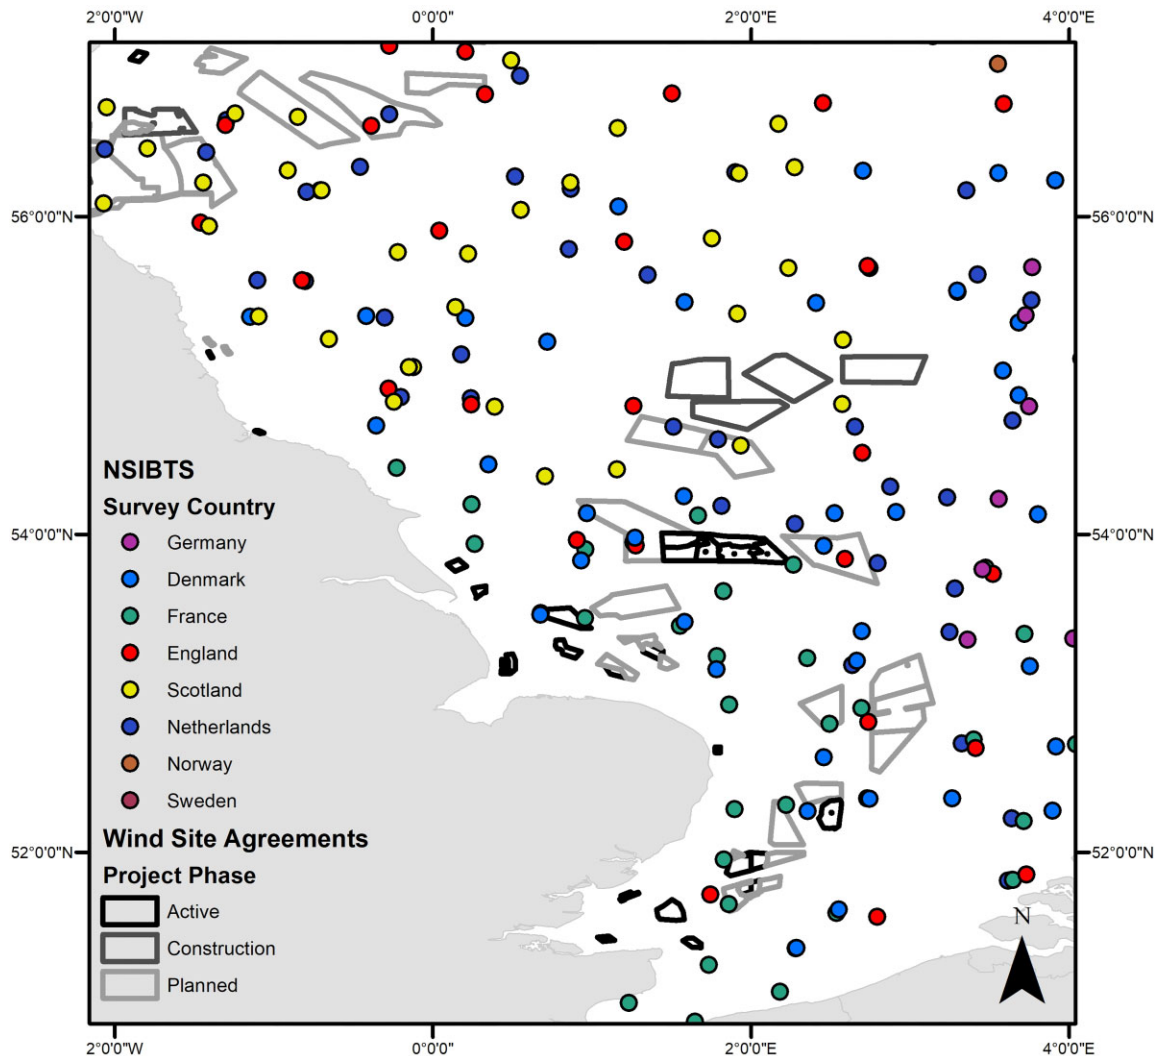 2°0'0"W 0°0'0" 2°0'0"E 4°0'0"E
56°0'0"N 56°0'0"N
NSIBTS
Survey Country
Germany
Denmark
France
England
Scotland
Netherlands
Norway
Sweden
Wind Site Agreements
Project Phase
Active
Construction
Planned
54°0'0"N 54°0'0"N
52°0'0"N 52°0'0"N
N
2°0'0"W 0°0'0" 2°0'0"E 4°0'0"E